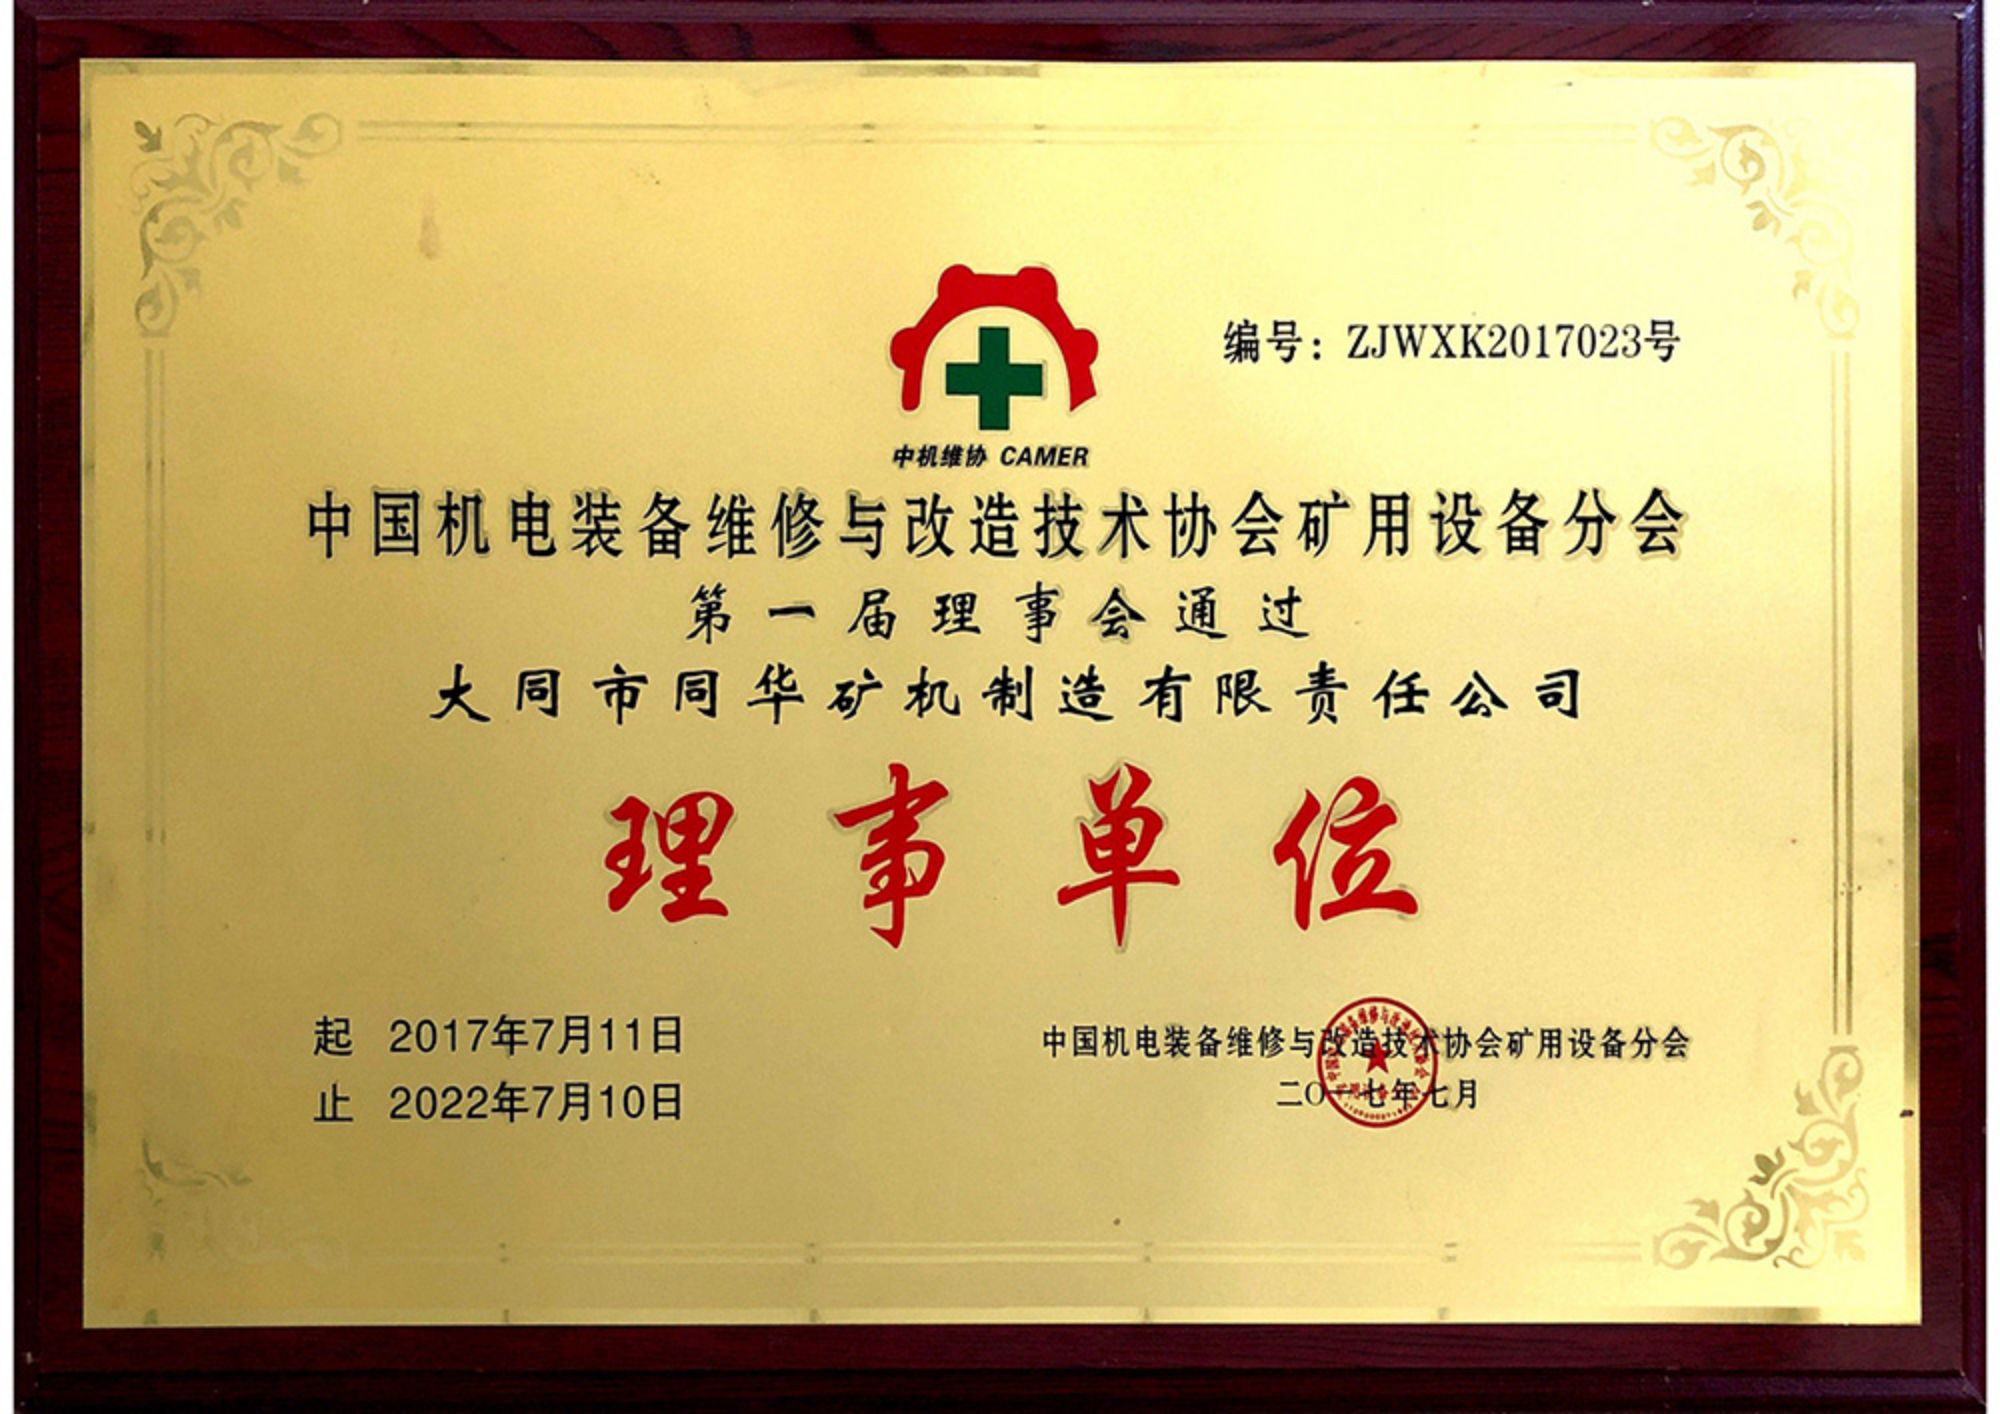 编号：ZJWXK2017023号
中机维协 CAMER
中国机电装备维修与改造技术协会矿用设备分会
第一届理事会通过
大同市同华矿机制造有限责任公司
理事单位
起 2017年7月11日
止 2022年7月10日
中国机电装备维修与改造技术协会矿用设备分会
二〇一七年七月